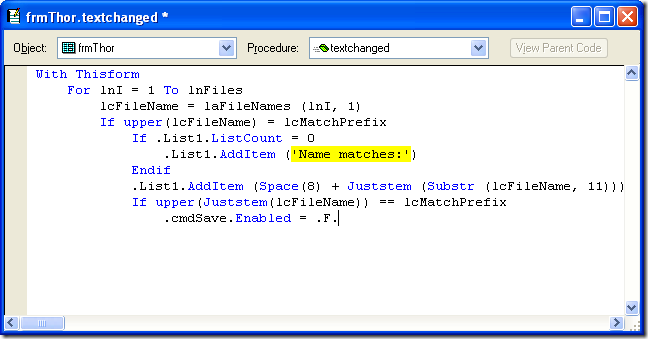 frmThor.textchanged *
Object: frmThor Procedure: textchanged View Parent Code
With Thisform
For lnI = 1 To lnFiles
lcFileName = laFileNames (lnI, 1)
If upper(lcFileName) = lcMatchPrefix
If .List1.ListCount = 0
.List1.AddItem ('Name matches:')
Endif
.List1.AddItem (Space(8) + Juststem (Substr (lcFileName, 11)))
If upper(Juststem(lcFileName)) == lcMatchPrefix
.cmdSave.Enabled = .F.